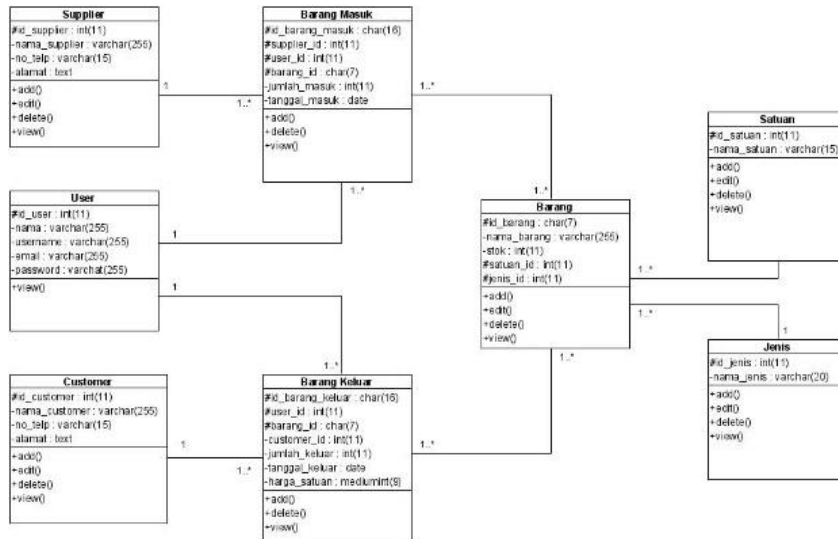 Supplier
#id_supplier : int(11)
-nama_supplier : varchar(255)
-no_telp : varchar(15)
-alamat : text
+add()
+edit()
+delete()
+view()
1
1..*
Barang Masuk
#id_barang_masuk : char(16)
#supplier_id : int(11)
#user_id : int(11)
#barang_id : char(7)
-jumlah_masuk : int(11)
-tanggal_masuk : date
+add()
+delete()
+view()
1..*
1..*
1..*
User
#id_user : int(11)
-nama : varchar(255)
-username : varchar(255)
-email : varchar(255)
-password : varchat(255)
+view()
1
1
1..*
Barang
#id_barang : char(7)
-nama_barang : varchar(255)
-stok : int(11)
#satuan_id : int(11)
#jenis_id : int(11)
+add()
+edit()
+delete()
+view()
1..*
1..*
1..*
Satuan
#id_satuan : int(11)
-nama_satuan : varchar(15)
+add()
+edit()
+delete()
+view()
1
Jenis
#id_jenis : int(11)
-nama_jenis : varchar(20)
+add()
+edit()
+delete()
+view()
Customer
#id_customer : int(11)
-nama_customer : varchar(255)
-no_telp : varchar(15)
-alamat : text
+add()
+edit()
+delete()
+view()
1
1..*
Barang Keluar
#id_barang_keluar : char(16)
#user_id : int(11)
#barang_id : char(7)
-customer_id : int(11)
-jumlah_keluar : int(11)
-tanggal_keluar : date
-harga_satuan : mediumint(9)
+add()
+delete()
+view()
1..*